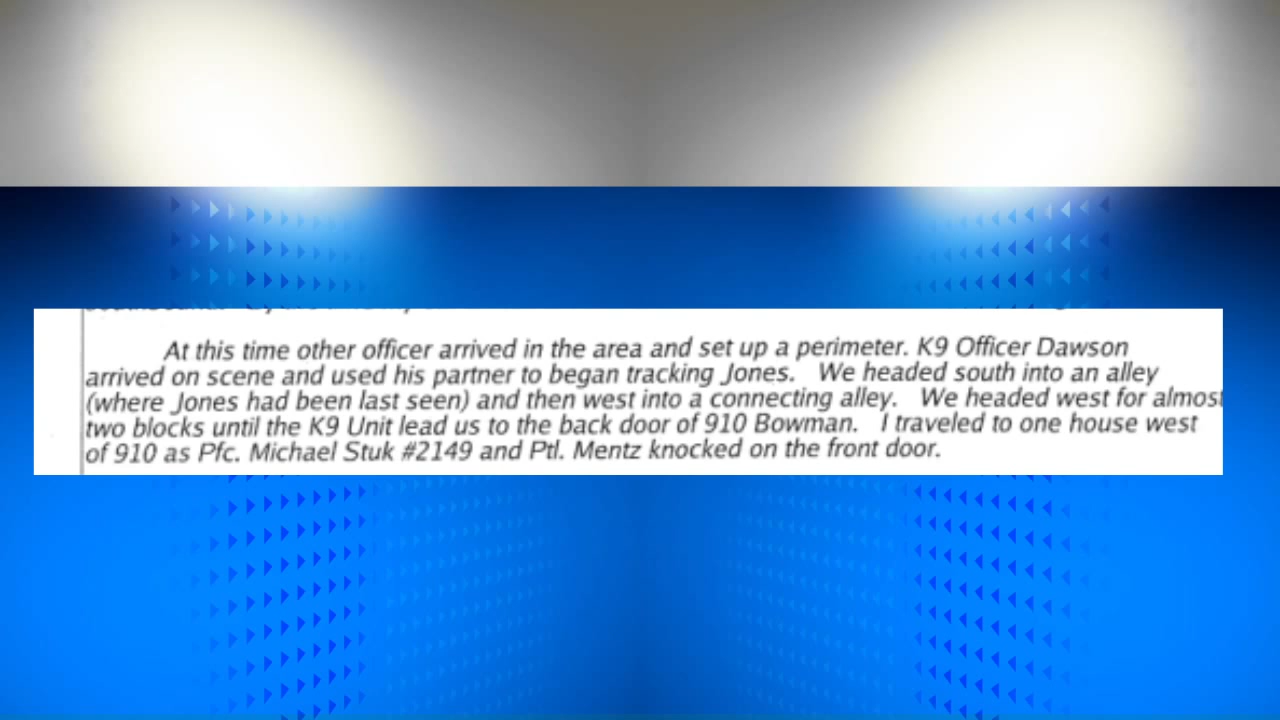 At this time other officer arrived in the area and set up a perimeter. K9 Officer Dawson
arrived on scene and used his partner to began tracking Jones. We headed south into an alley
(where Jones had been last seen) and then west into a connecting alley. We headed west for almost
two blocks until the K9 Unit lead us to the back door of 910 Bowman. I traveled to one house west
of 910 as Pfc. Michael Stuk #2149 and Ptl. Mentz knocked on the front door.